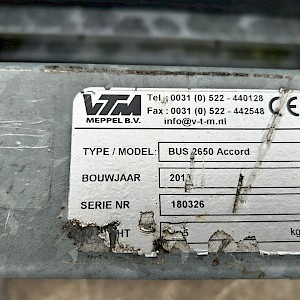 VTM
MEPPEL B.V.
Tel : 0031 (0) 522 - 440128
Fax : 0031 (0) 522 - 442548
info@v-t-m.nl
CE
TYPE / MODEL: BUS 2650 Accord
BOUWJAAR 2013
SERIE NR 180326
kg